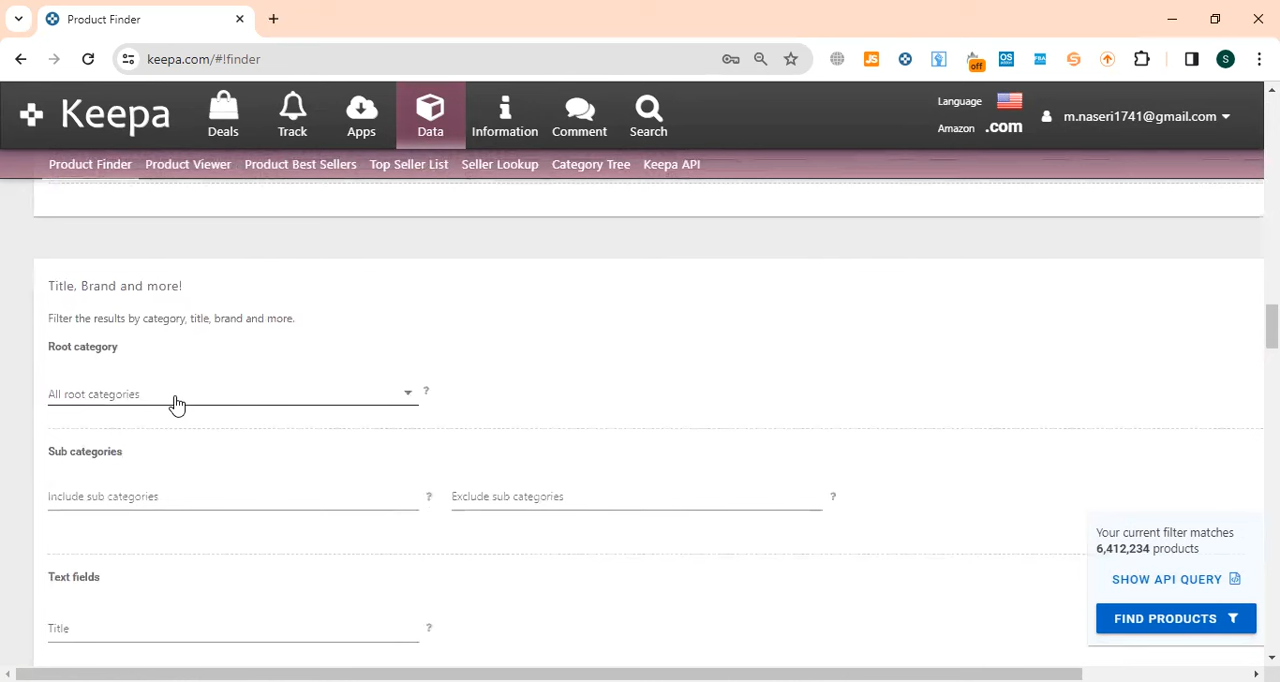 Product Finder
keepa.com/#!finder
JS
off
OS
FBA
S
Keepa
Deals
Track
Apps
Data
Information
Comment
Search
Language
Amazon .com
m.naseri1741@gmail.com
Product Finder
Product Viewer
Product Best Sellers
Top Seller List
Seller Lookup
Category Tree
Keepa API
Title, Brand and more!
Filter the results by category, title, brand and more.
Root category
All root categories ?
Sub categories
Include sub categories ? Exclude sub categories ?
Your current filter matches
6,412,234 products
Text fields
SHOW API QUERY
FIND PRODUCTS
Title ?